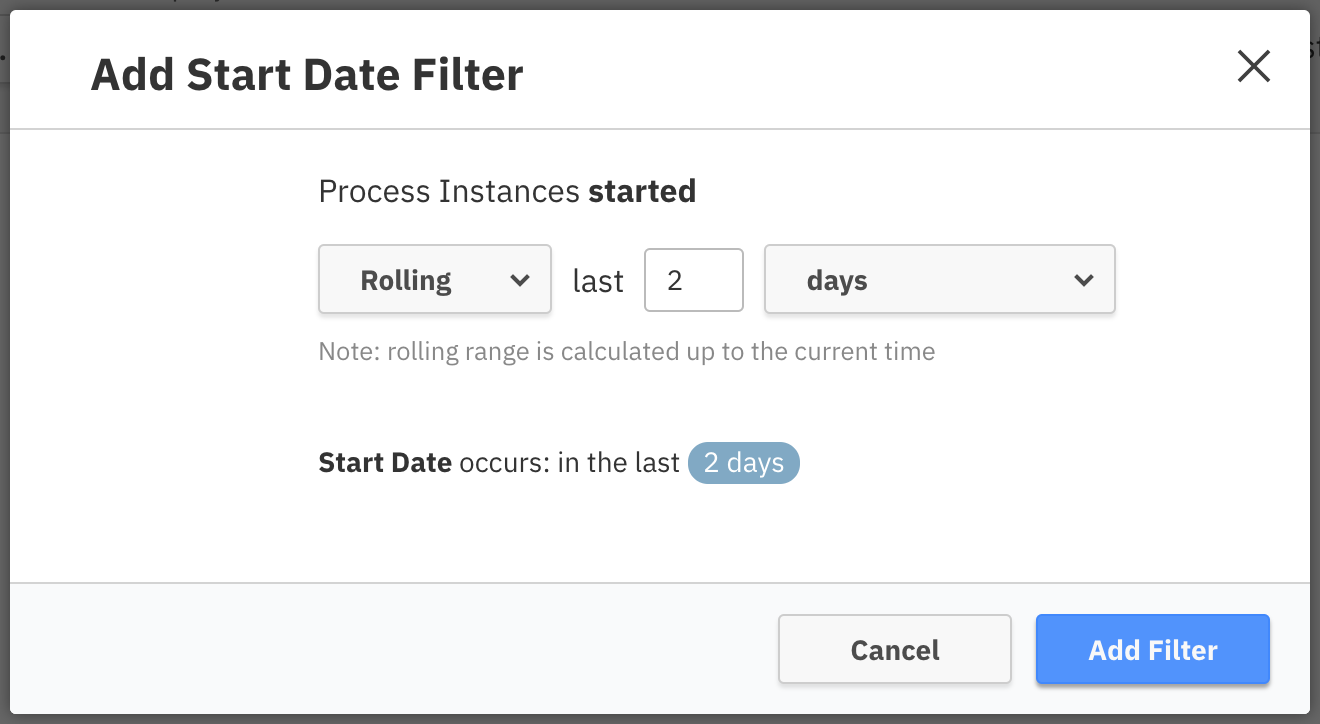 Add Start Date Filter
Process Instances started
Rolling last 2 days
Note: rolling range is calculated up to the current time
Start Date occurs: in the last 2 days
Cancel Add Filter